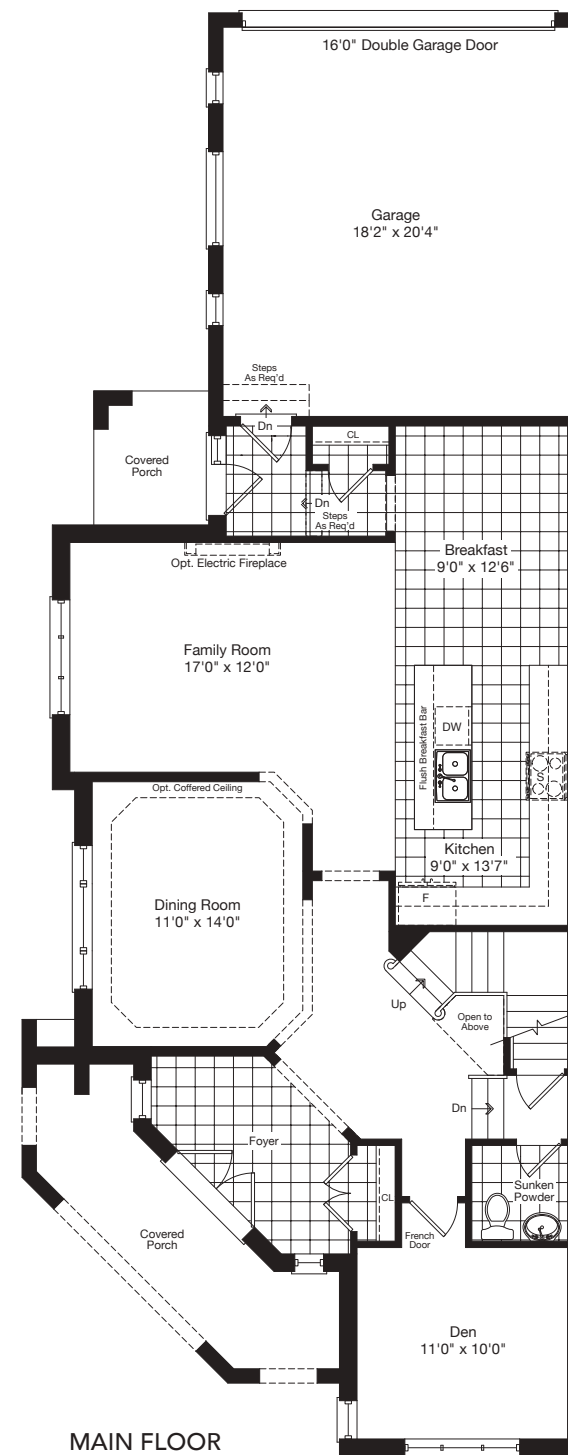 16'0" Double Garage Door
Garage
18'2" x 20'4"
Steps
As Req'd
Dn
CL
Covered
Porch
Dn
Steps
As Req'd
Breakfast
9'0" x 12'6"
Opt. Electric Fireplace
Family Room
17'0" x 12'0"
Flush Breakfast Bar
DW
S
Opt. Coffered Ceiling
Kitchen
9'0" x 13'7"
F
Dining Room
11'0" x 14'0"
Up
Open to
Above
Dn
Foyer
CL
Sunken
Powder
Covered
Porch
French
Door
Den
11'0" x 10'0"
MAIN FLOOR